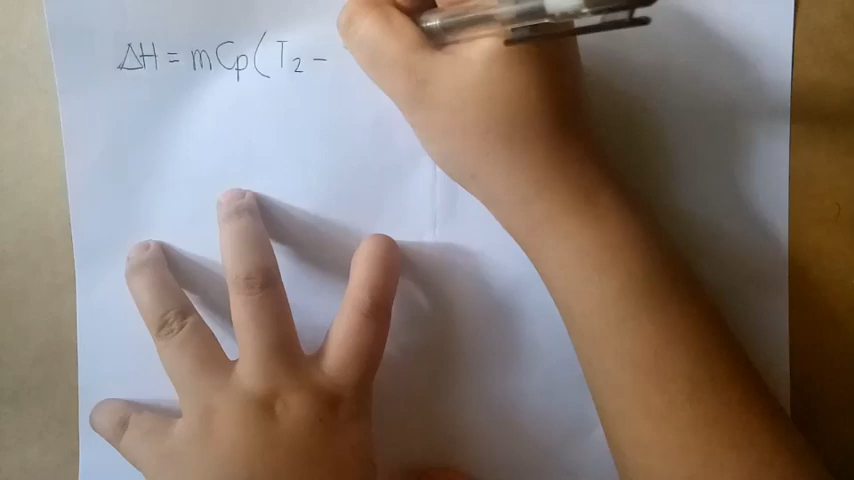 ΔH = mCp(T₂ -